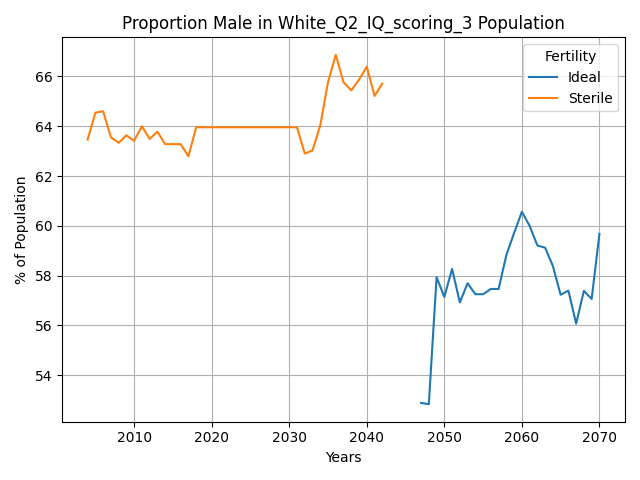 Proportion Male in White_Q2_IQ_scoring_3 Population
Fertility
Ideal
Sterile
% of Population
66
64
62
60
58
56
54
2010 2020 2030 2040 2050 2060 2070
Years